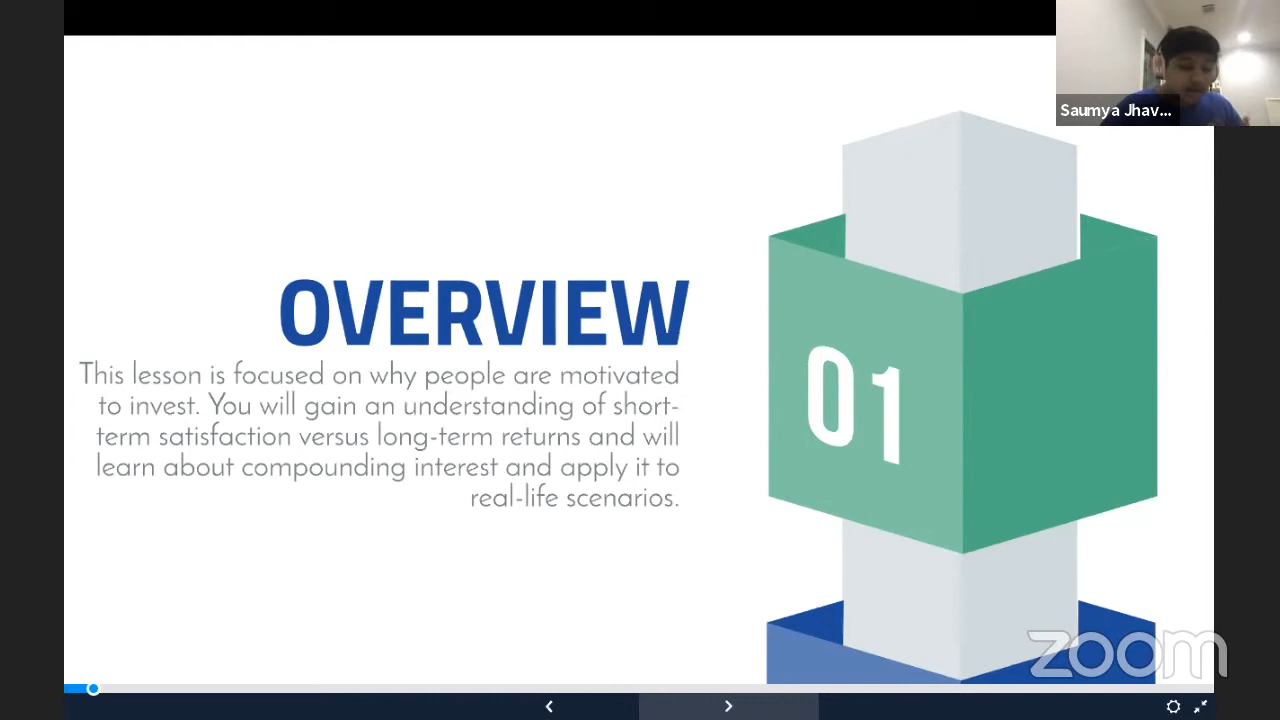 Saumya Jhav...
OVERVIEW
This lesson is focused on why people are motivated
to invest. You will gain an understanding of short-
term satisfaction versus long-term returns and will
learn about compounding interest and apply it to
real-life scenarios.
01
zoom